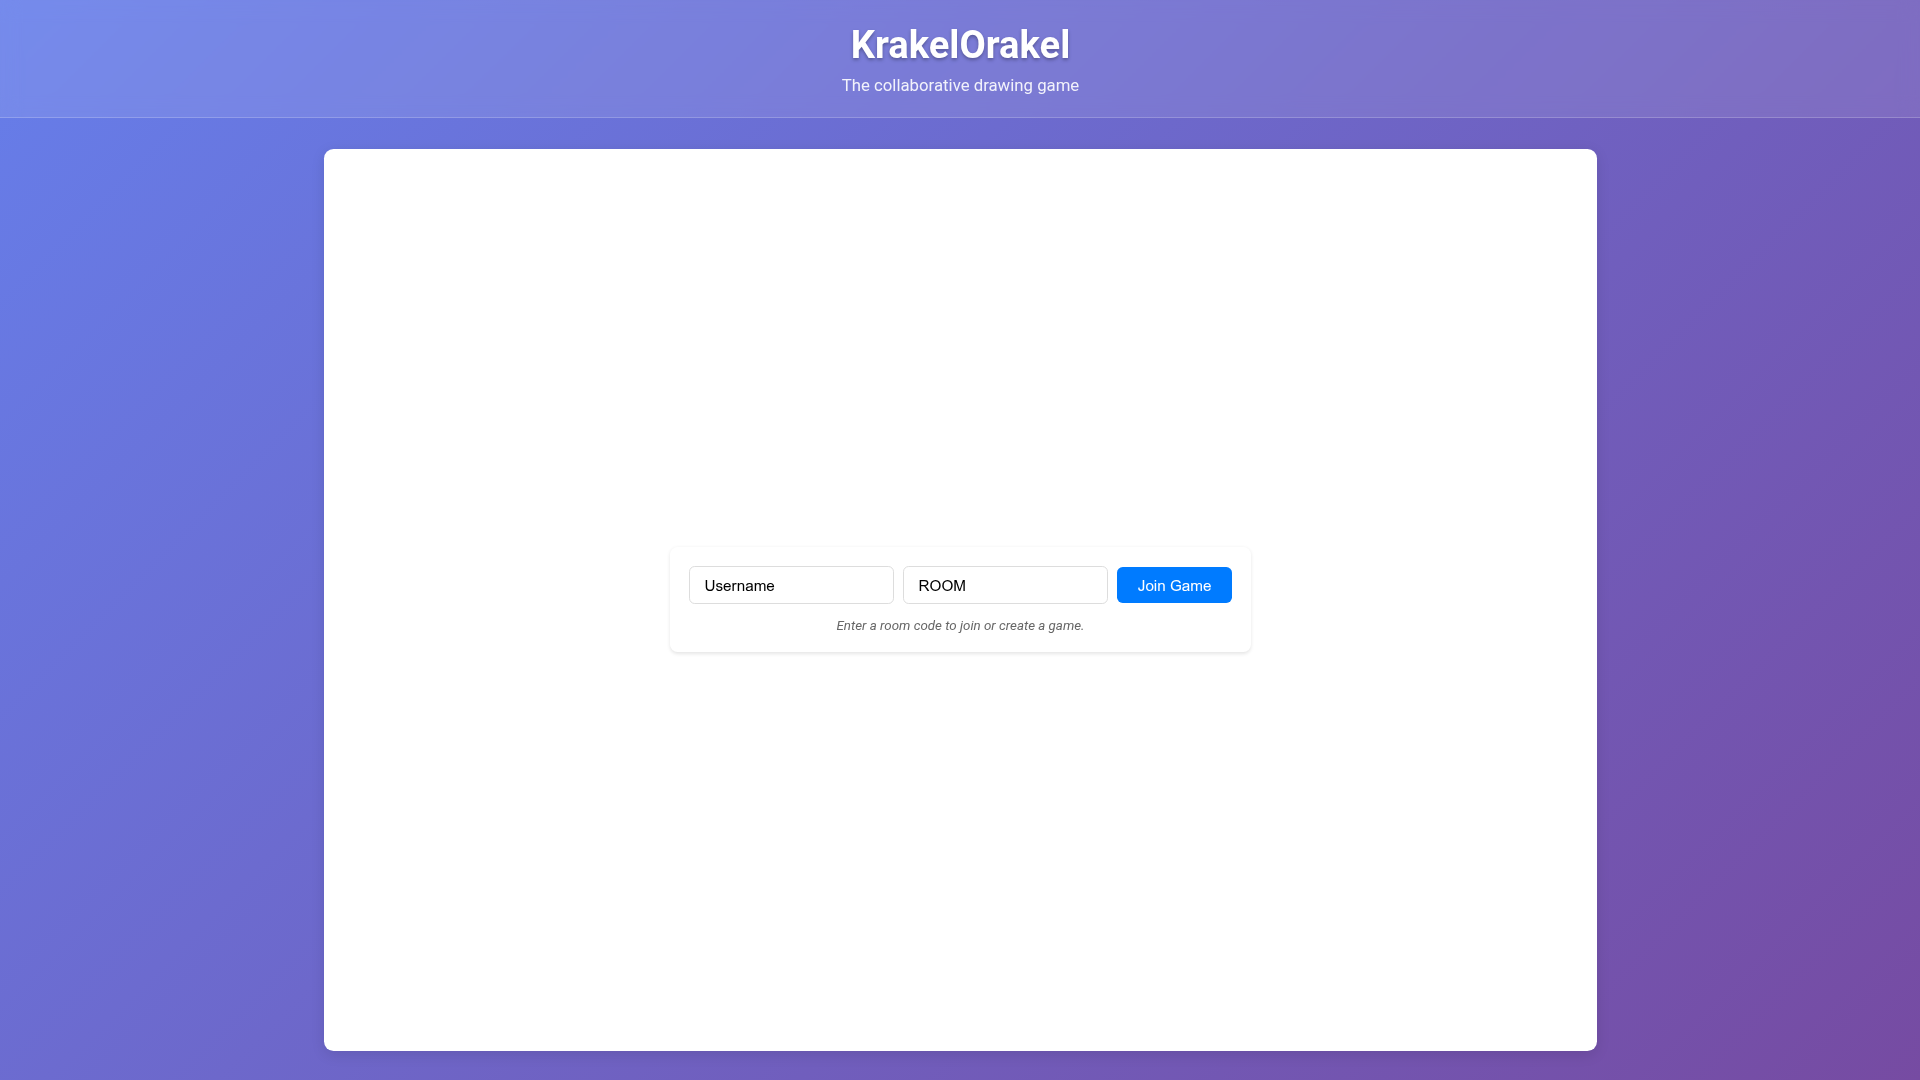 KrakelOrakel
The collaborative drawing game
Username
ROOM
Join Game
Enter a room code to join or create a game.